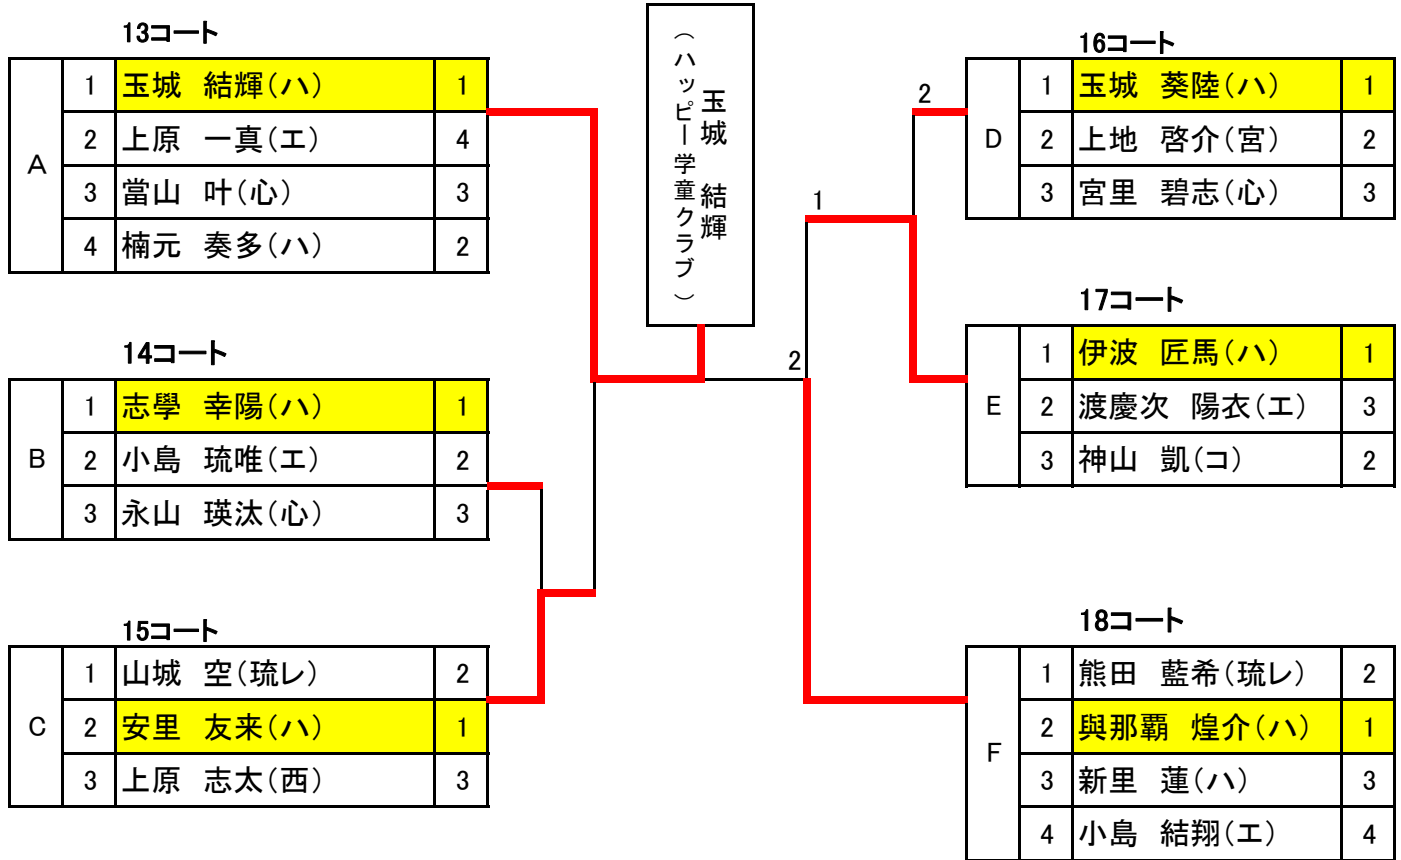 13コート
A
1 玉城 結輝(ハ) 1
2 上原 一真(エ) 4
3 當山 叶(心) 3
4 楠元 奏多(ハ) 2
14コート
B
1 志學 幸陽(ハ) 1
2 小島 琉唯(エ) 2
3 永山 瑛汰(心) 3
15コート
C
1 山城 空(琉レ) 2
2 安里 友来(ハ) 1
3 上原 志太(西) 3
玉城 結輝
(ハッピー学童クラブ)
2
1
2
16コート
D
1 玉城 葵陸(ハ) 1
2 上地 啓介(宮) 2
3 宮里 碧志(心) 3
17コート
E
1 伊波 匠馬(ハ) 1
2 渡慶次 陽衣(エ) 3
3 神山 凱(コ) 2
18コート
F
1 熊田 藍希(琉レ) 2
2 與那覇 煌介(ハ) 1
3 新里 蓮(ハ) 3
4 小島 結翔(エ) 4